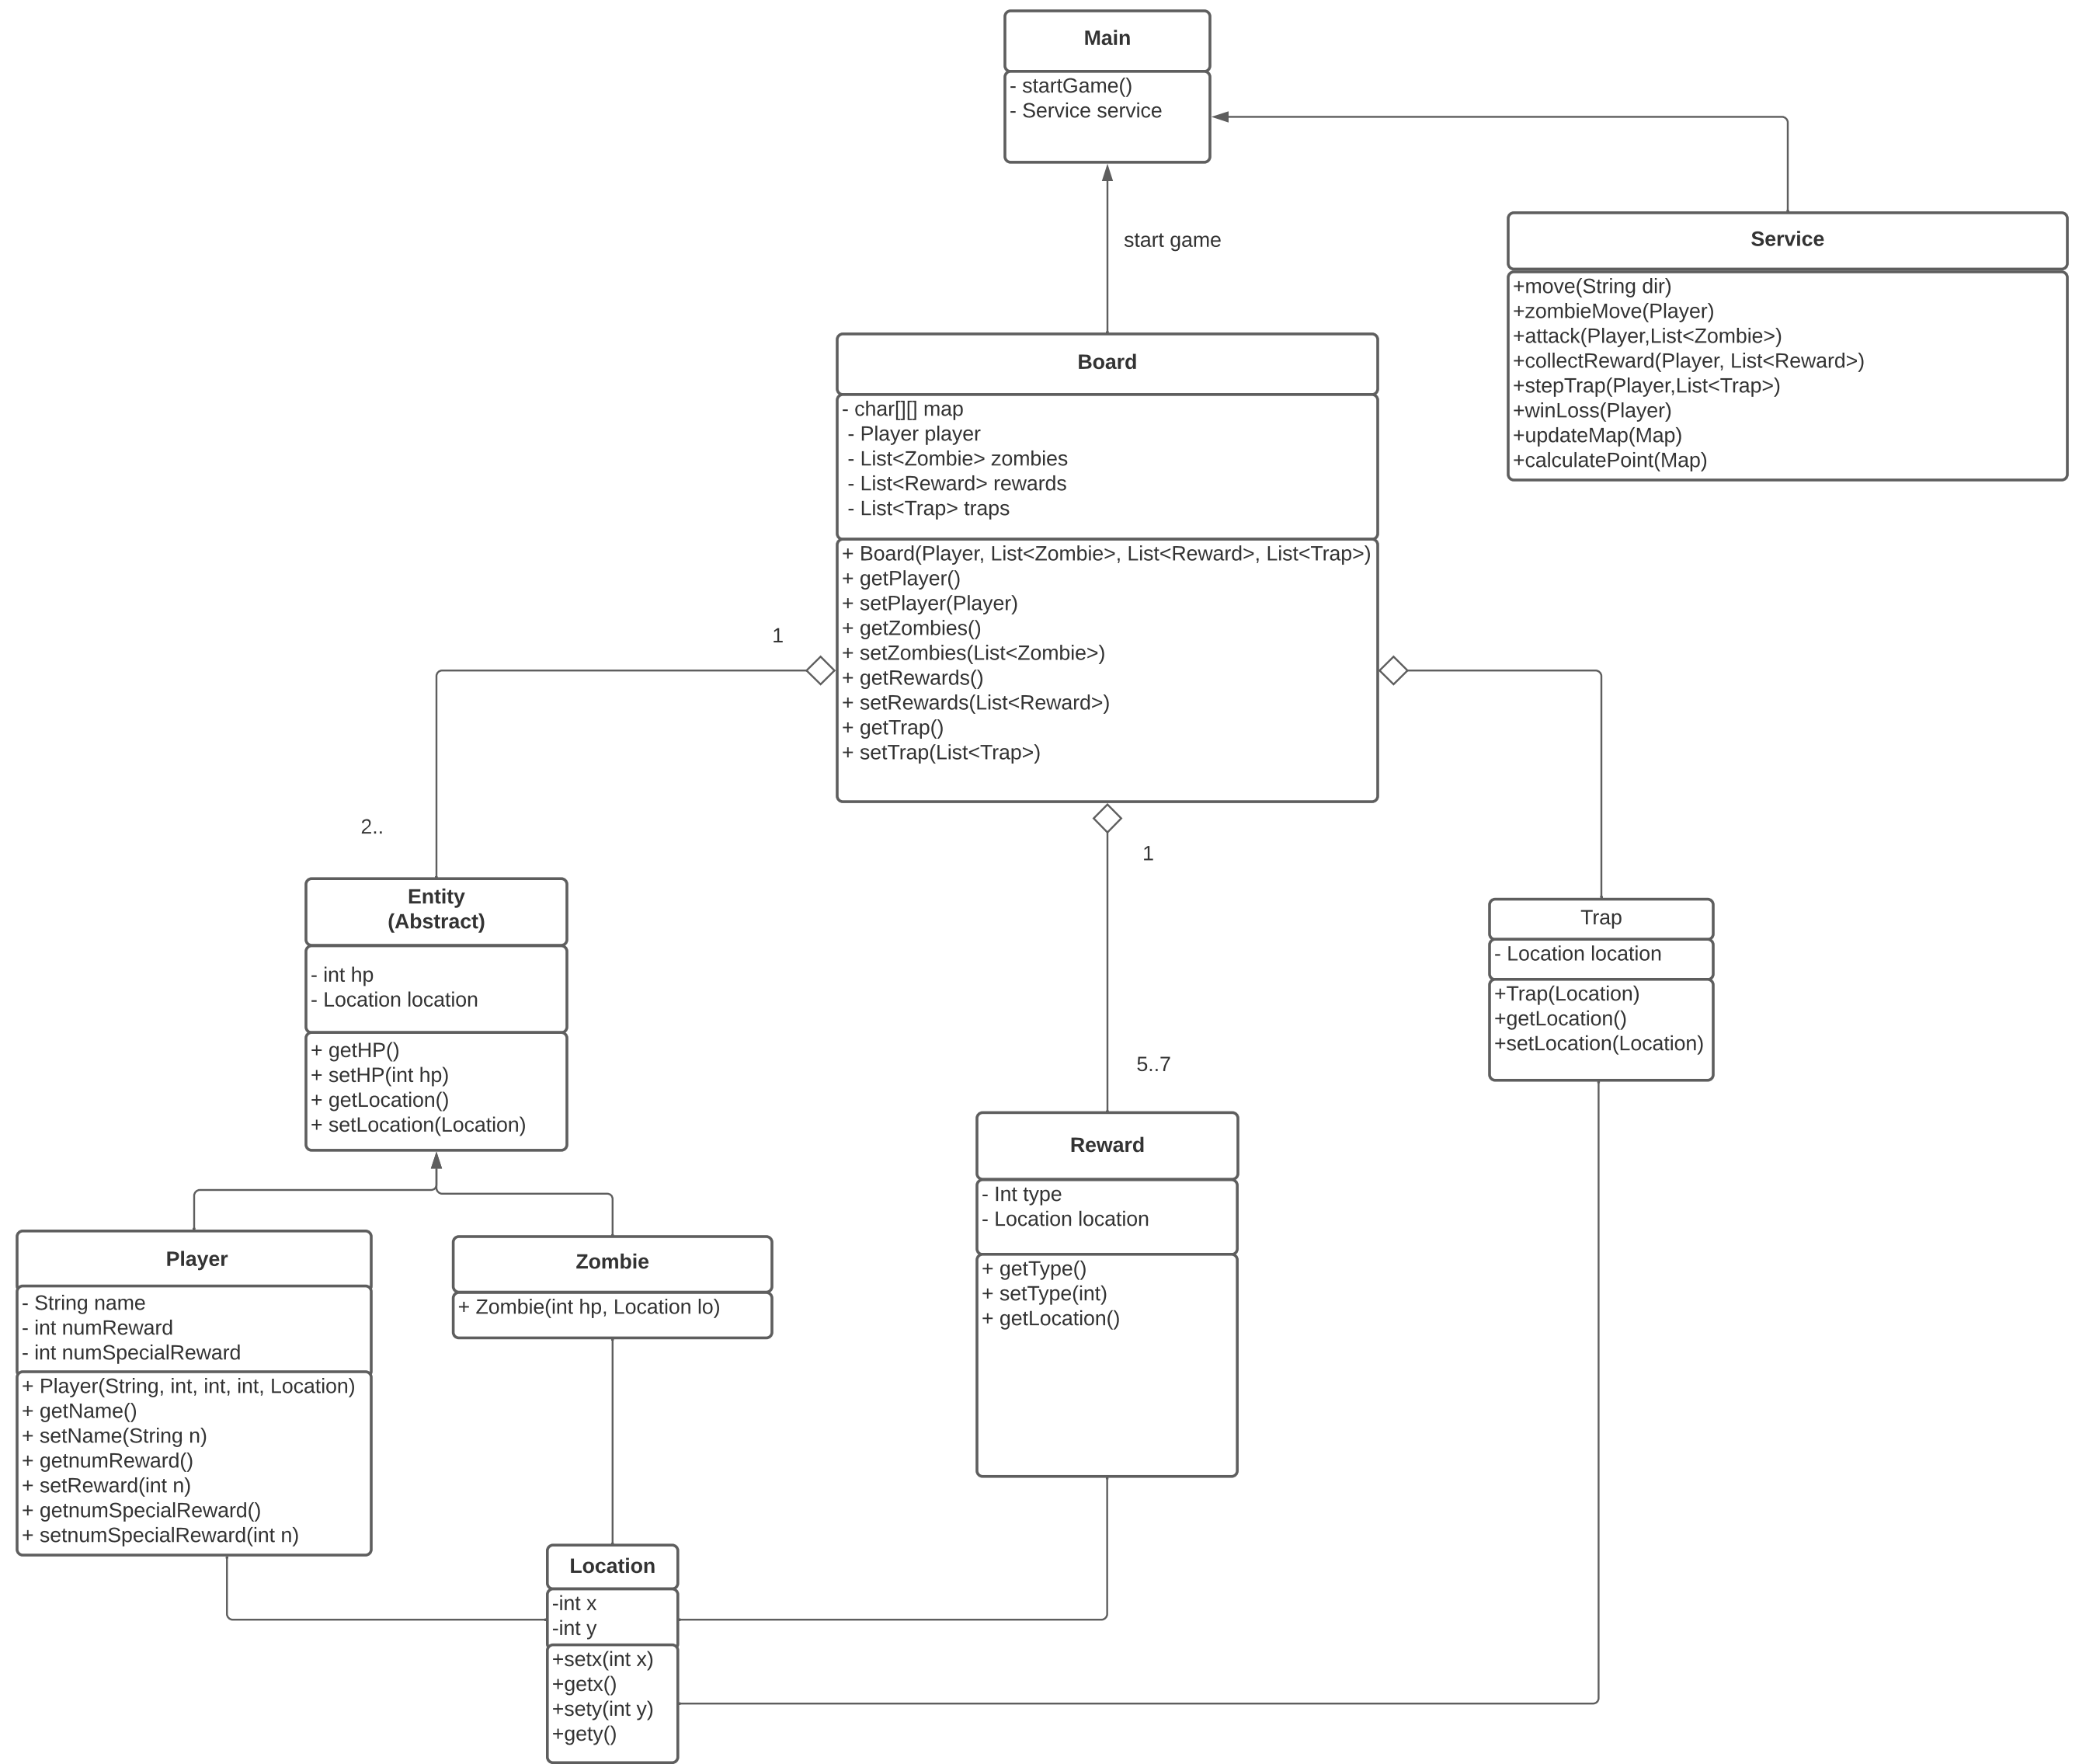 Main
- startGame()
- Service service
start game
Service
+move(String dir)
+zombieMove(Player)
+attack(Player,List<Zombie>)
+collectReward(Player, List<Reward>)
+stepTrap(Player,List<Trap>)
+winLoss(Player)
+updateMap(Map)
+calculatePoint(Map)
Board
- char[][] map
- Player player
- List<Zombie> zombies
- List<Reward> rewards
- List<Trap> traps
+ Board(Player, List<Zombie>, List<Reward>, List<Trap>)
+ getPlayer()
+ setPlayer(Player)
+ getZombies()
+ setZombies(List<Zombie>)
+ getRewards()
+ setRewards(List<Reward>)
+ getTrap()
+ setTrap(List<Trap>)
1
2..
1
5..7
Entity
(Abstract)
- int hp
- Location location
+ getHP()
+ setHP(int hp)
+ getLocation()
+ setLocation(Location)
Trap
- Location location
+Trap(Location)
+getLocation()
+setLocation(Location)
Reward
- Int type
- Location location
+ getType()
+ setType(int)
+ getLocation()
Player
- String name
- int numReward
- int numSpecialReward
+ Player(String, int, int, int, Location)
+ getName()
+ setName(String n)
+ getnumReward()
+ setReward(int n)
+ getnumSpecialReward()
+ setnumSpecialReward(int n)
Zombie
+ Zombie(int hp, Location lo)
Location
-int x
-int y
+setx(int x)
+getx()
+sety(int y)
+gety()